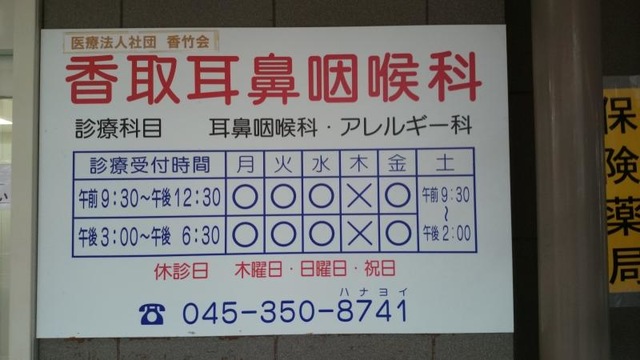 医療法人社団 香竹会
香取耳鼻咽喉科
診療科目 耳鼻咽喉科・アレルギー科
診療受付時間 月 火 水 木 金 土
午前9:30～午後12:30 ○ ○ ○ × ○ 午前9:30～午後2:00
午後3:00～午後 6:30 ○ ○ ○ × ○
休診日 木曜日・日曜日・祝日
ハナヨイ
☎ 045-350-8741
保険薬局